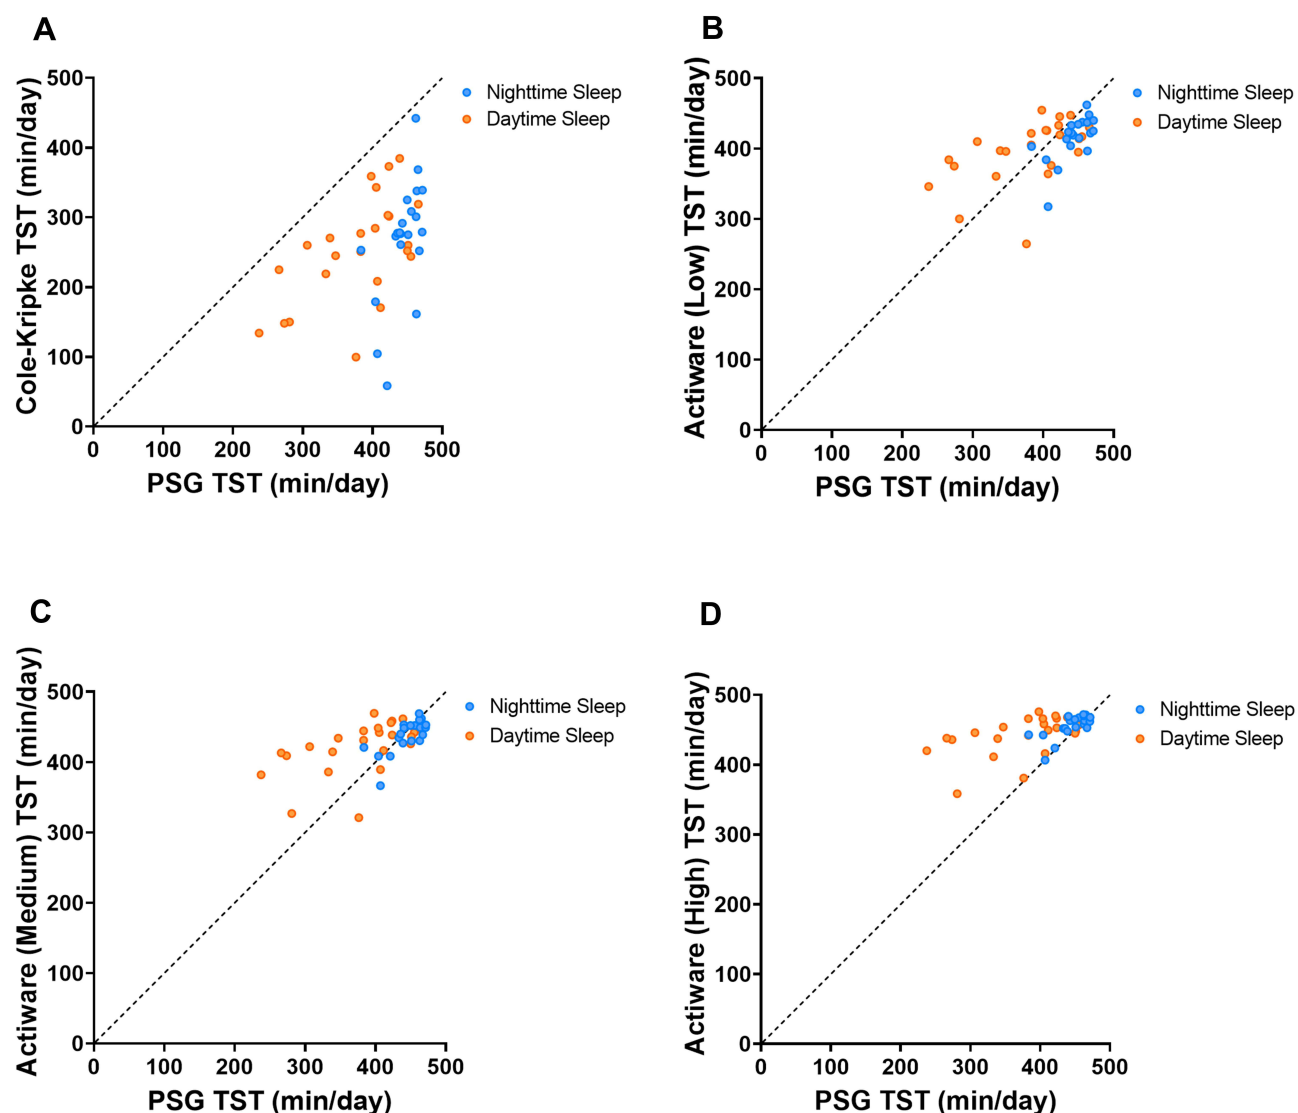 A
Cole-Kripke TST (min/day)
500
400
300
200
100
0
0 100 200 300 400 500
PSG TST (min/day)
Nighttime Sleep
Daytime Sleep
B
Actiware (Low) TST (min/day)
500
400
300
200
100
0
0 100 200 300 400 500
PSG TST (min/day)
Nighttime Sleep
Daytime Sleep
C
Actiware (Medium) TST (min/day)
500
400
300
200
100
0
0 100 200 300 400 500
PSG TST (min/day)
Nighttime Sleep
Daytime Sleep
D
Actiware (High) TST (min/day)
500
400
300
200
100
0
0 100 200 300 400 500
PSG TST (min/day)
Nighttime Sleep
Daytime Sleep